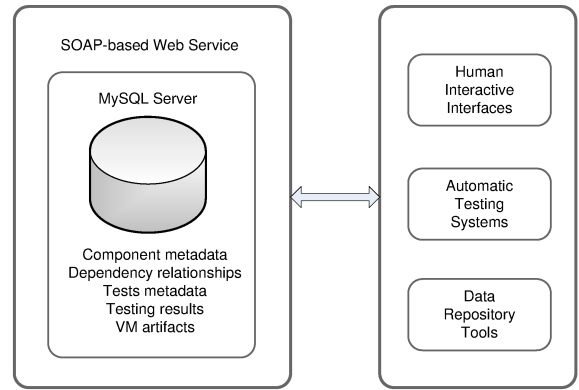 SOAP-based Web Service
MySQL Server
Component metadata
Dependency relationships
Tests metadata
Testing results
VM artifacts
Human
Interactive
Interfaces
Automatic
Testing
Systems
Data
Repository
Tools